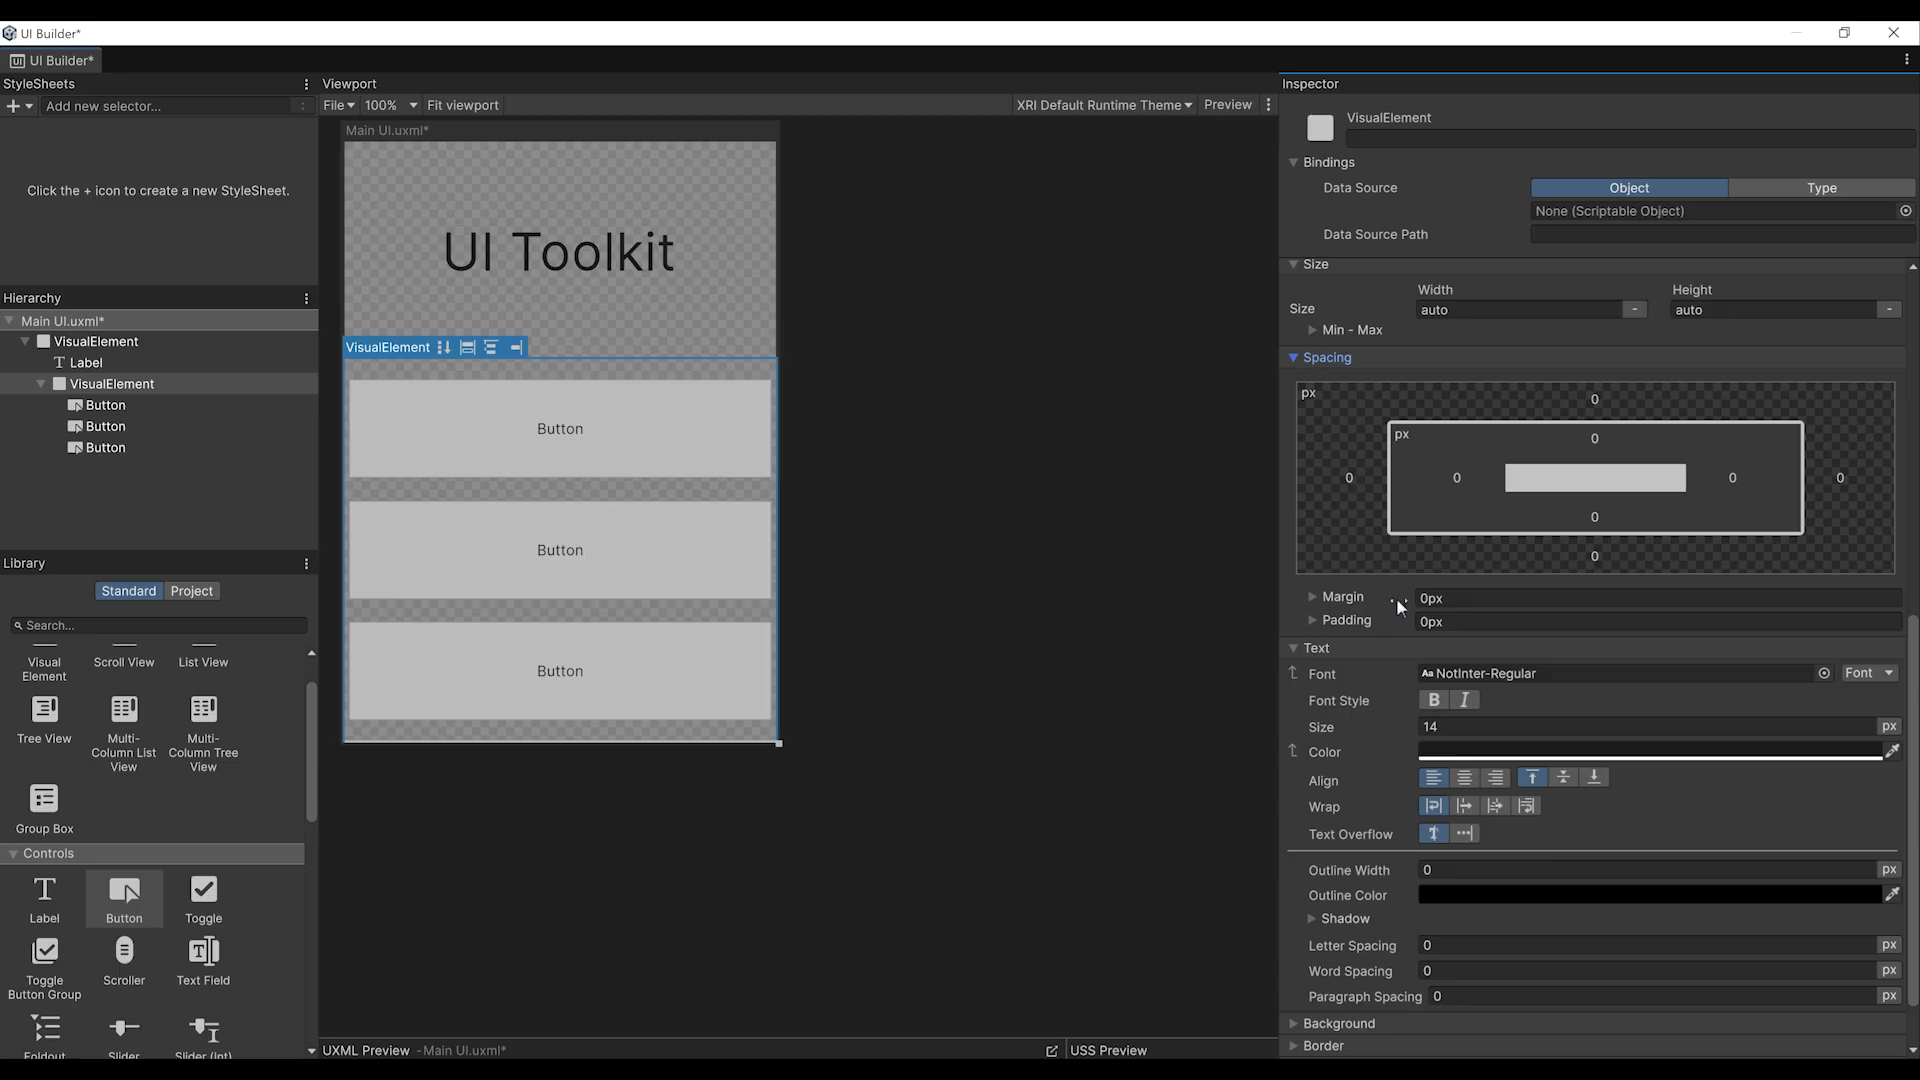 UI Builder*
UI Builder*
StyleSheets
Add new selector...
Click the + icon to create a new StyleSheet.
Hierarchy
Main UI.uxml*
VisualElement
Label
VisualElement
Button
Button
Button
Library
Standard Project
Search...
Visual Element
Scroll View
List View
Tree View
Multi-Column List View
Multi-Column Tree View
Group Box
Controls
Label
Button
Toggle
Toggle Button Group
Scroller
Text Field
Foldout
Slider
Slider (Int)
Viewport
File 100% Fit viewport
XRI Default Runtime Theme Preview
Main UI.uxml*
UI Toolkit
VisualElement
Button
Button
Button
UXML Preview - Main UI.uxml*
USS Preview
Inspector
VisualElement
Bindings
Data Source Object Type
None (Scriptable Object)
Data Source Path
Size
Width Height
Size auto - auto -
Min - Max
Spacing
px
0
px
0
0 0 0 0
0
0
Margin 0px
Padding 0px
Text
Font Aa NotInter-Regular Font
Font Style B I
Size 14 px
Color
Align
Wrap
Text Overflow
Outline Width 0 px
Outline Color
Shadow
Letter Spacing 0 px
Word Spacing 0 px
Paragraph Spacing 0 px
Background
Border